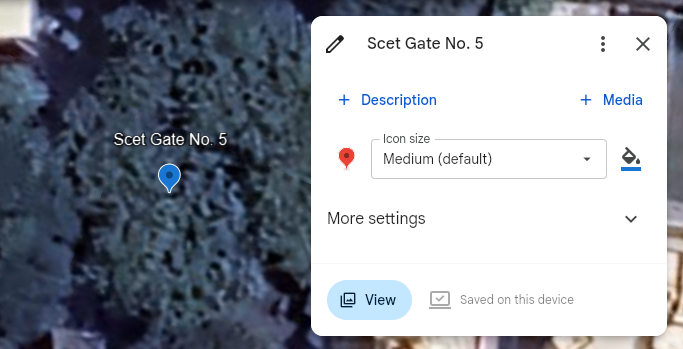 Scet Gate No. 5
Scet Gate No. 5
Description
Media
Icon size
Medium (default)
More settings
View
Saved on this device